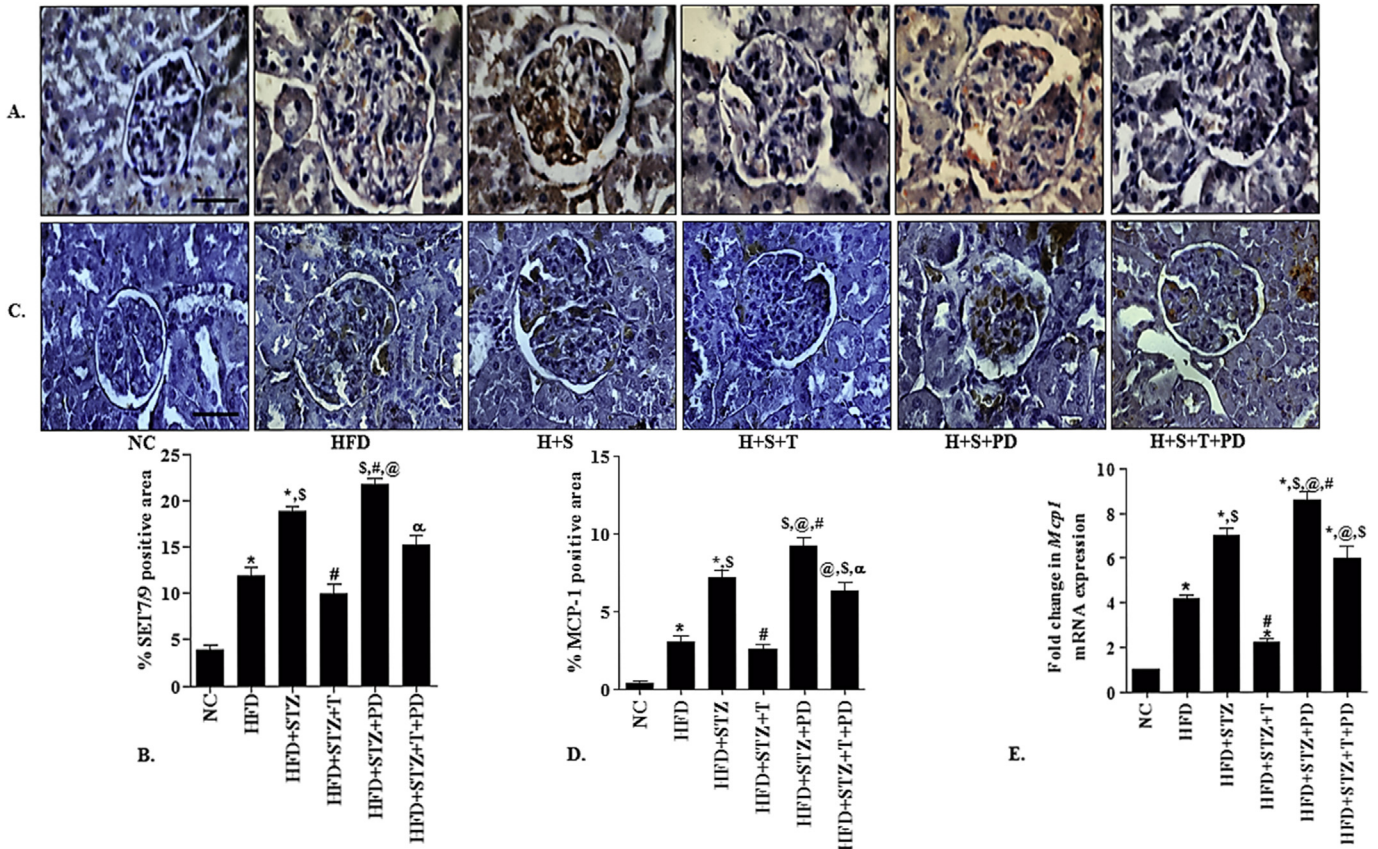 A.
C.
NC HFD H+S H+S+T H+S+PD H+S+T+PD
% SET7/9 positive area
25
20
15
10
5
0
*
*,$
#
$,#,@
α
NC
HFD
HFD+STZ
HFD+STZ+T
HFD+STZ+PD
HFD+STZ+T+PD
B.
% MCP-1 positive area
15
10
5
0
*
*,$
#
$,@,#
@,$,α
NC
HFD
HFD+STZ
HFD+STZ+T
HFD+STZ+PD
HFD+STZ+T+PD
D.
Fold change in Mcp1
mRNA expression
10
8
6
4
2
0
*
*,$
#
*
*,$,@,#
*,@,$
NC
HFD
HFD+STZ
HFD+STZ+T
HFD+STZ+PD
HFD+STZ+T+PD
E.